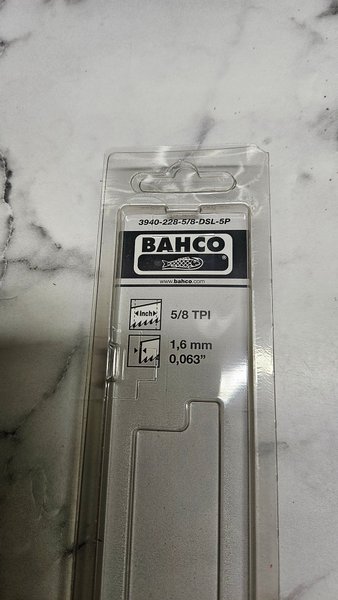 3940-228-5/8-DSL-5P
BAHCO
www.bahco.com
inch
5/8 TPI
1,6 mm
0,063"